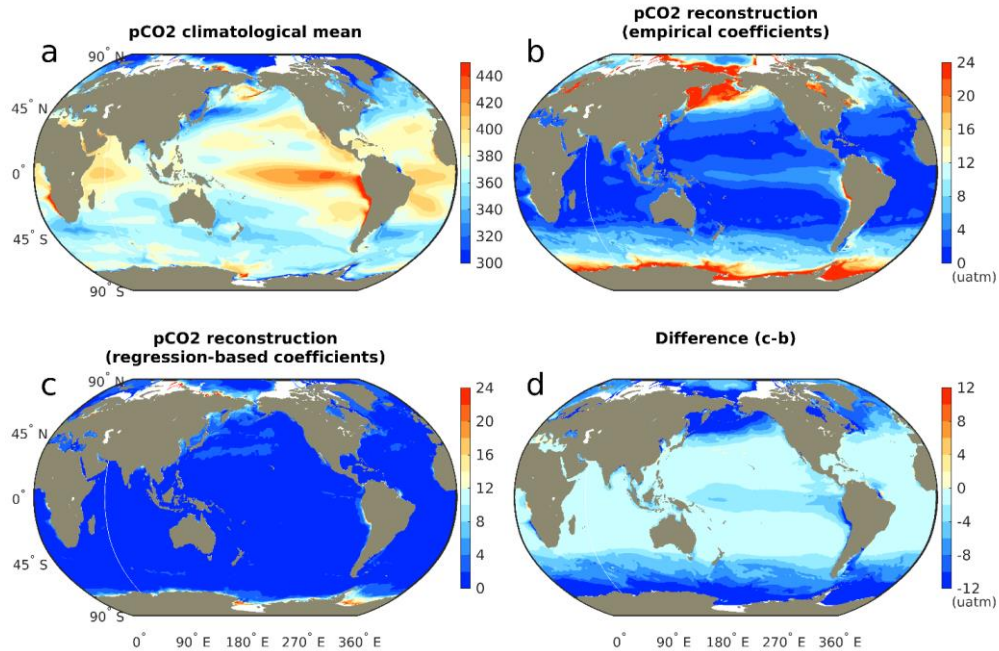 pCO2 climatological mean
a
90° N
45° N
0°
45° S
90° S
440
420
400
380
360
340
320
300
pCO2 reconstruction
(empirical coefficients)
b
24
20
16
12
8
4
0
(uatm)
pCO2 reconstruction
(regression-based coefficients)
c
90° N
45° N
0°
45° S
90° S
0° 90° E 180° E 270° E 360° E
24
20
16
12
8
4
0
Difference (c-b)
d
0° 90° E 180° E 270° E 360° E
12
8
4
0
-4
-8
-12
(uatm)